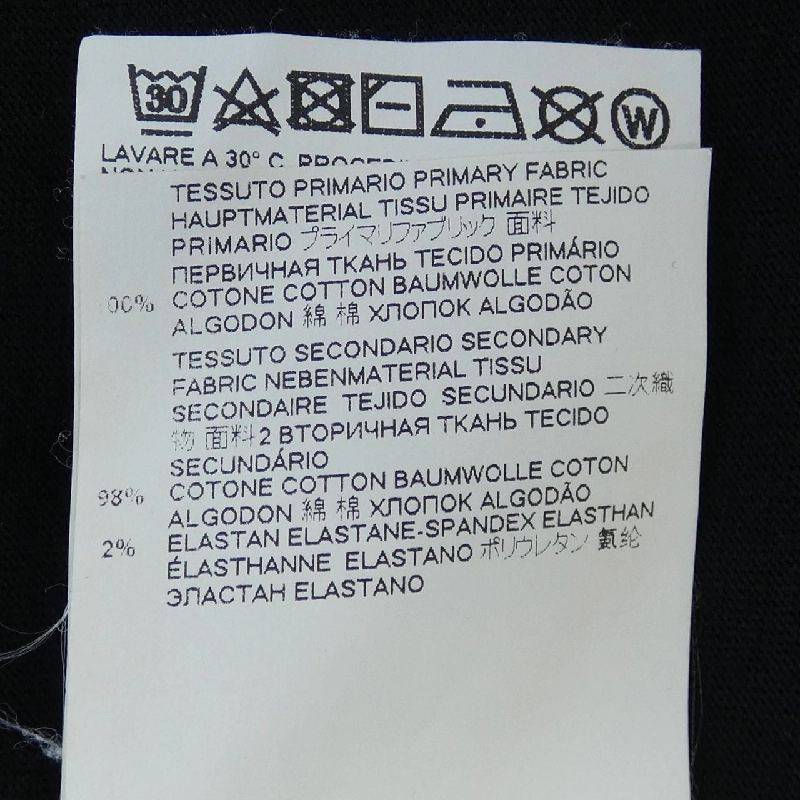 30 W
LAVARE A 30° C
TESSUTO PRIMARIO PRIMARY FABRIC
HAUPTMATERIAL TISSU PRIMAIRE TEJIDO
PRIMARIO プライマリファブリック 面料
ПЕРВИЧНАЯ ТКАНЬ TECIDO PRIMÁRIO
00% COTONE COTTON BAUMWOLLE COTON
ALGODON 綿 棉 ХЛОПОК ALGODÃO
TESSUTO SECONDARIO SECONDARY
FABRIC NEBENMATERIAL TISSU
SECONDAIRE TEJIDO SECUNDARIO 二次織
物 面料2 ВТОРИЧНАЯ ТКАНЬ TECIDO
SECUNDÁRIO
98% COTONE COTTON BAUMWOLLE COTON
ALGODON 綿 棉 ХЛОПОК ALGODÃO
2% ELASTAN ELASTANE-SPANDEX ELASTHAN
ÉLASTHANNE ELASTANO ポリウレタン 氨纶
ЭЛАСТАН ELASTANO